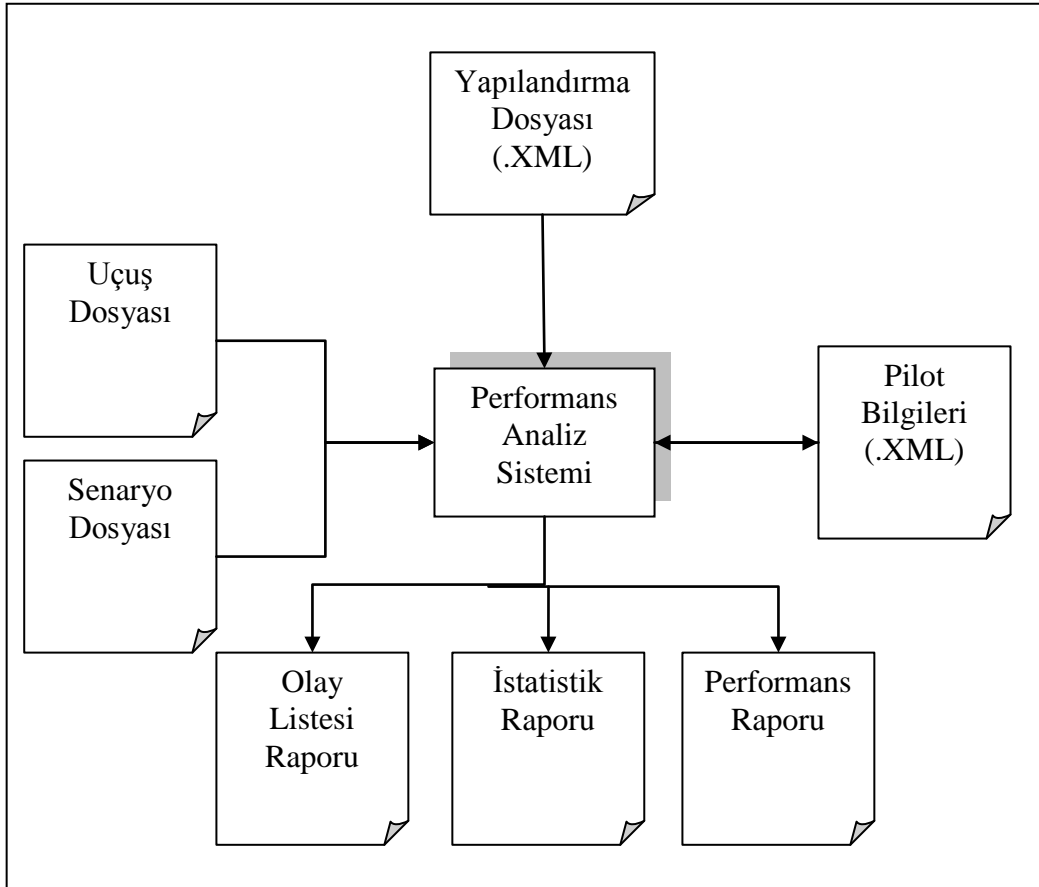 Yapılandırma
Dosyası
(.XML)
Uçuş
Dosyası
Performans
Analiz
Sistemi
Pilot
Bilgileri
(.XML)
Senaryo
Dosyası
Olay
Listesi
Raporu
İstatistik
Raporu
Performans
Raporu